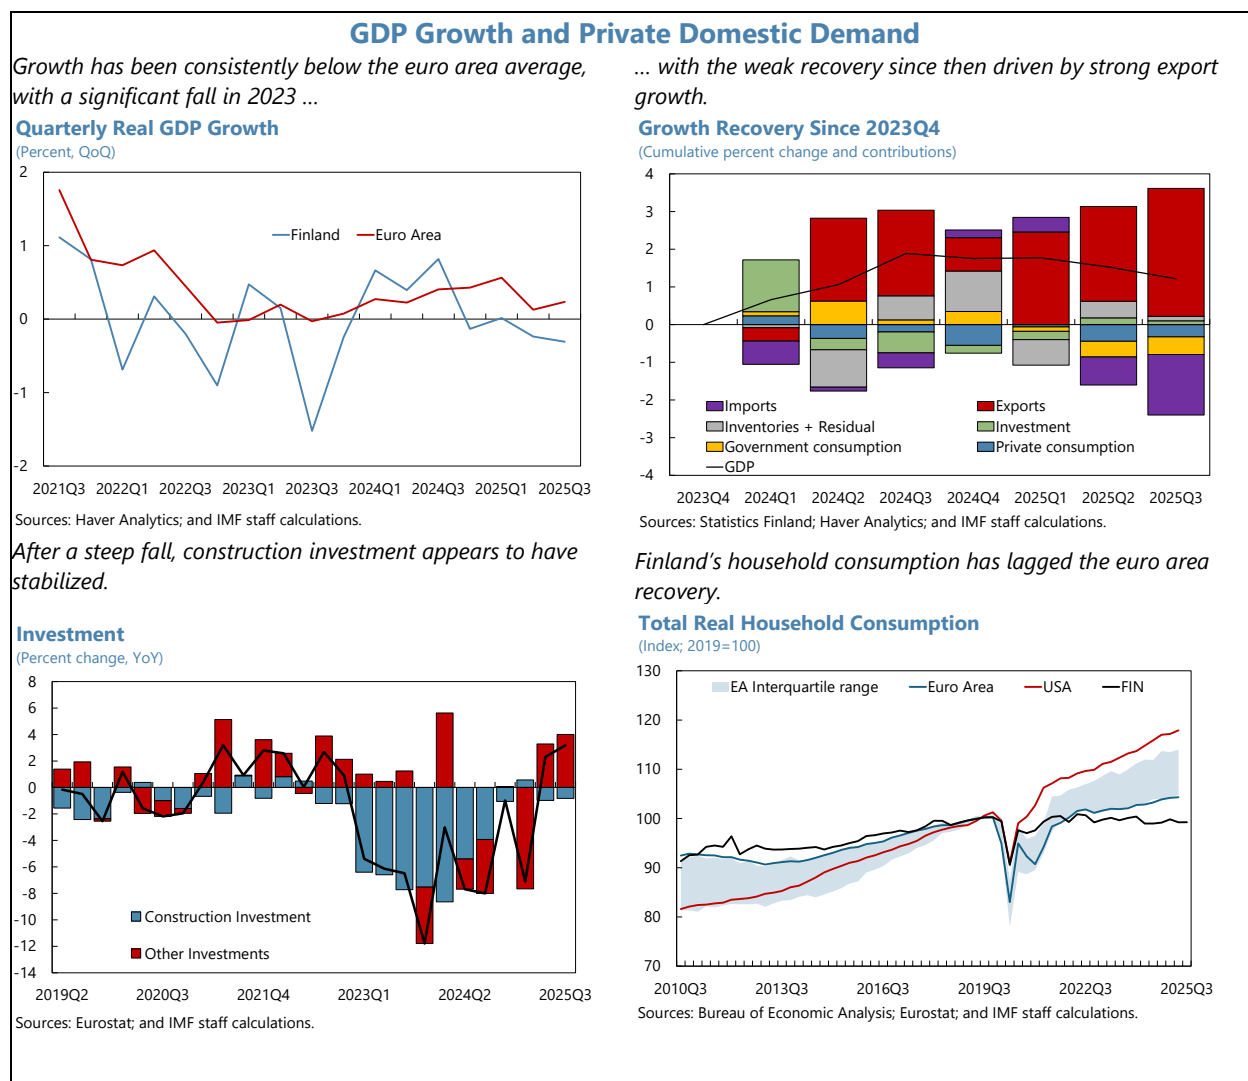 GDP Growth and Private Domestic Demand
Growth has been consistently below the euro area average,
with a significant fall in 2023 ...
Quarterly Real GDP Growth
(Percent, QoQ)
2
1
0
-1
-2
Finland
Euro Area
2021Q3 2022Q1 2022Q3 2023Q1 2023Q3 2024Q1 2024Q3 2025Q1 2025Q3
Sources: Haver Analytics; and IMF staff calculations.
... with the weak recovery since then driven by strong export
growth.
Growth Recovery Since 2023Q4
(Cumulative percent change and contributions)
4
3
2
1
0
-1
-2
-3
-4
Imports
Exports
Inventories + Residual
Investment
Government consumption
Private consumption
GDP
2023Q4 2024Q1 2024Q2 2024Q3 2024Q4 2025Q1 2025Q2 2025Q3
Sources: Statistics Finland; Haver Analytics; and IMF staff calculations.
After a steep fall, construction investment appears to have
stabilized.
Investment
(Percent change, YoY)
8
6
4
2
0
-2
-4
-6
-8
-10
-12
-14
Construction Investment
Other Investments
2019Q2 2020Q3 2021Q4 2023Q1 2024Q2 2025Q3
Sources: Eurostat; and IMF staff calculations.
Finland's household consumption has lagged the euro area
recovery.
Total Real Household Consumption
(Index; 2019=100)
130
120
110
100
90
80
70
EA Interquartile range
Euro Area
USA
FIN
2010Q3 2013Q3 2016Q3 2019Q3 2022Q3 2025Q3
Sources: Bureau of Economic Analysis; Eurostat; and IMF staff calculations.